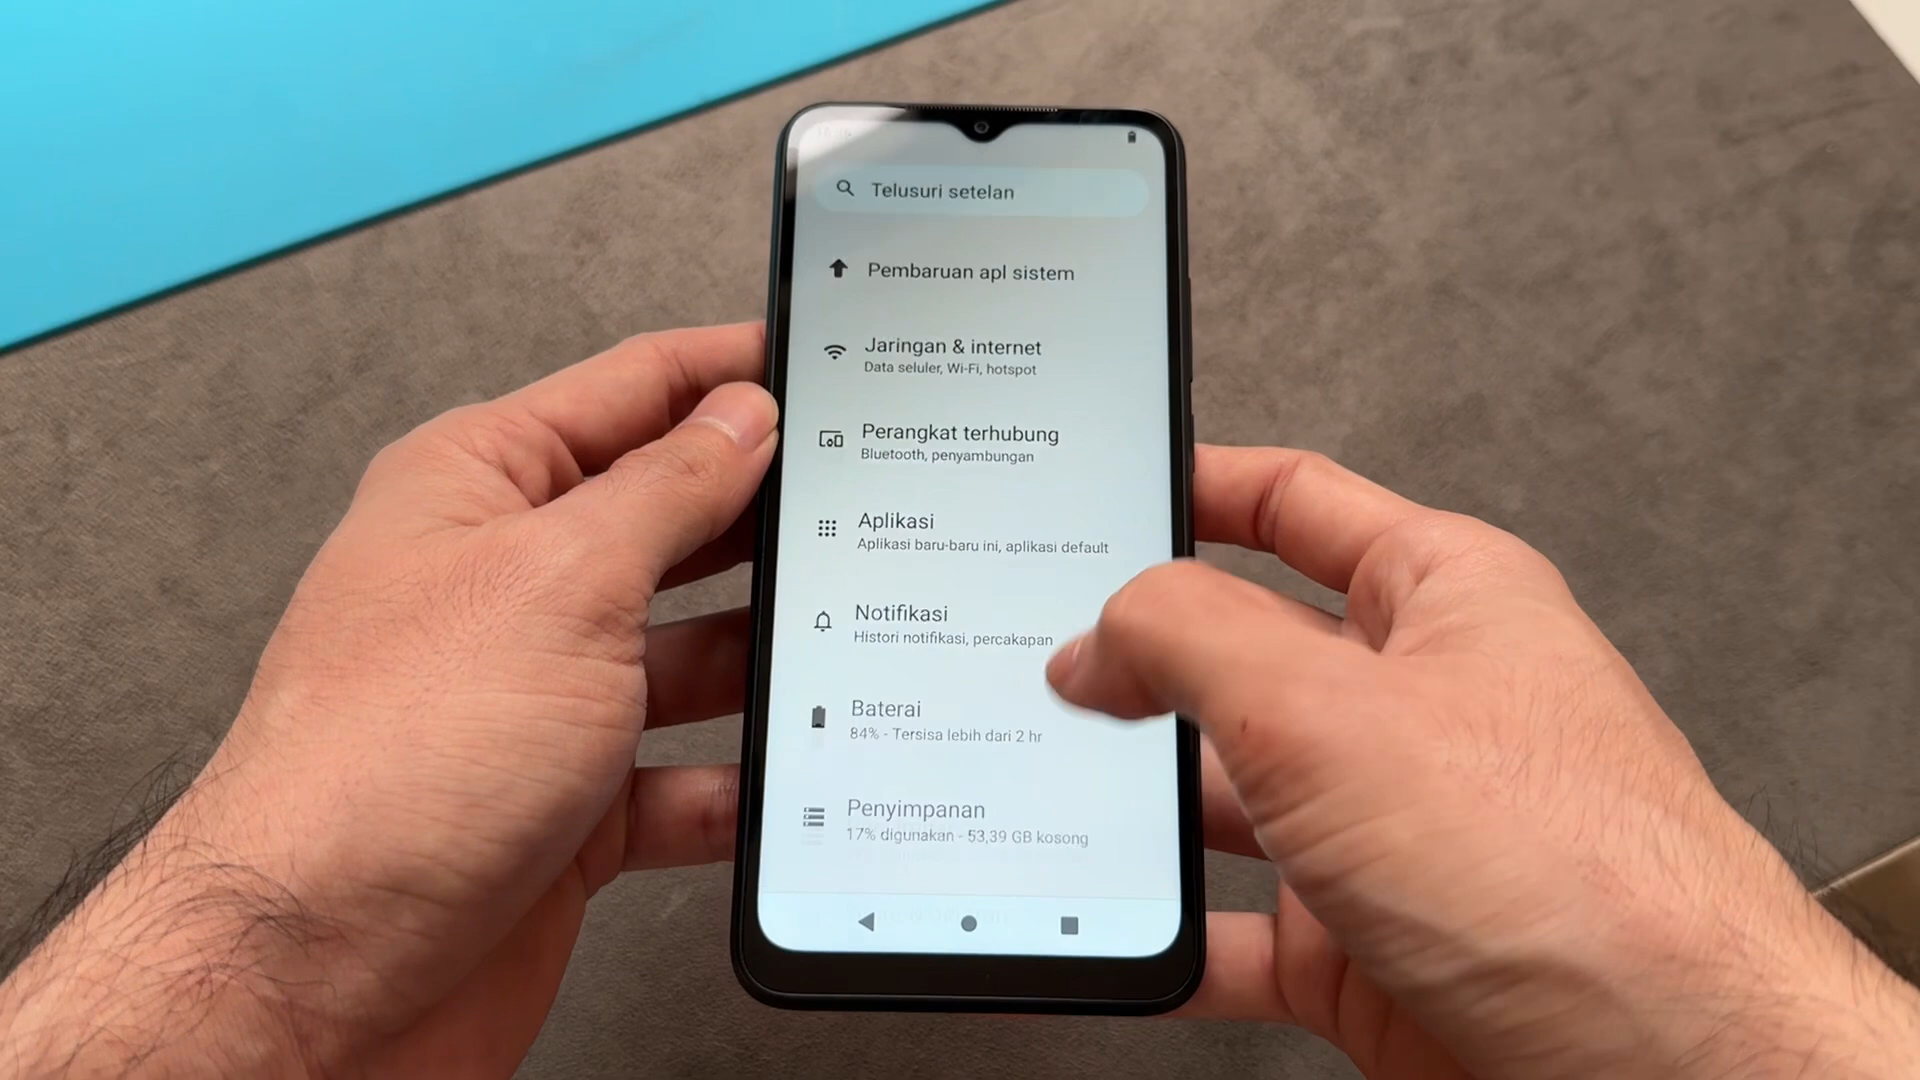 Telusuri setelan
Pembaruan apl sistem
Jaringan & internet
Data seluler, Wi-Fi, hotspot
Perangkat terhubung
Bluetooth, penyambungan
Aplikasi
Aplikasi baru-baru ini, aplikasi default
Notifikasi
Histori notifikasi, percakapan
Baterai
84% - Tersisa lebih dari 2 hr
Penyimpanan
17% digunakan - 53,39 GB kosong